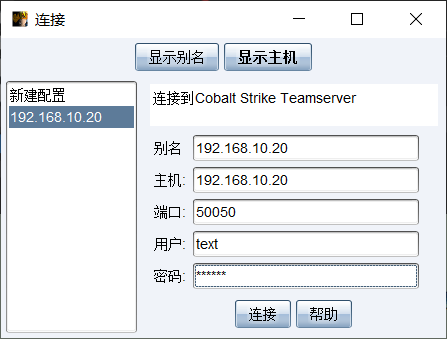 连接
显示别名 显示主机
新建配置
192.168.10.20
连接到Cobalt Strike Teamserver
别名 192.168.10.20
主机: 192.168.10.20
端口: 50050
用户: text
密码: ******
连接 帮助